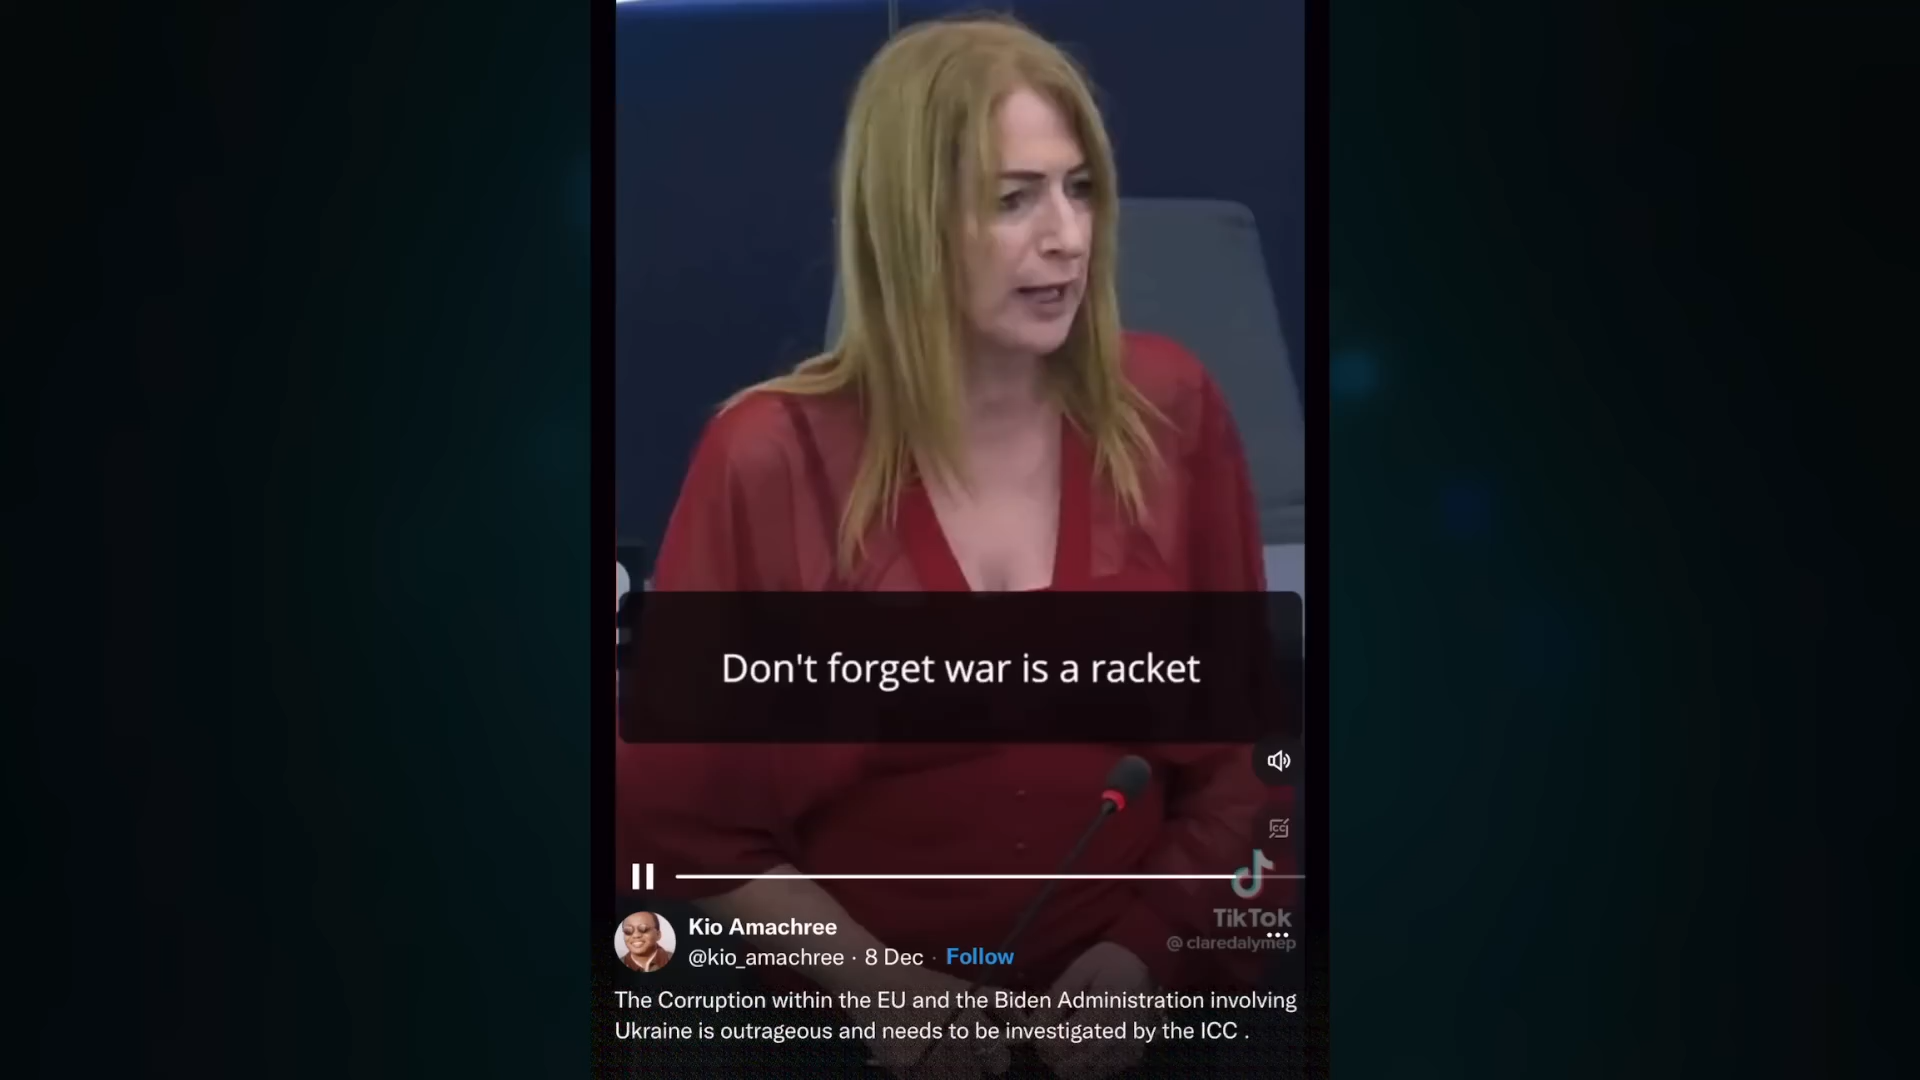 Don't forget war is a racket
TikTok
@claredalymep
Kio Amachree
@kio_amachree · 8 Dec · Follow
The Corruption within the EU and the Biden Administration involving
Ukraine is outrageous and needs to be investigated by the ICC .